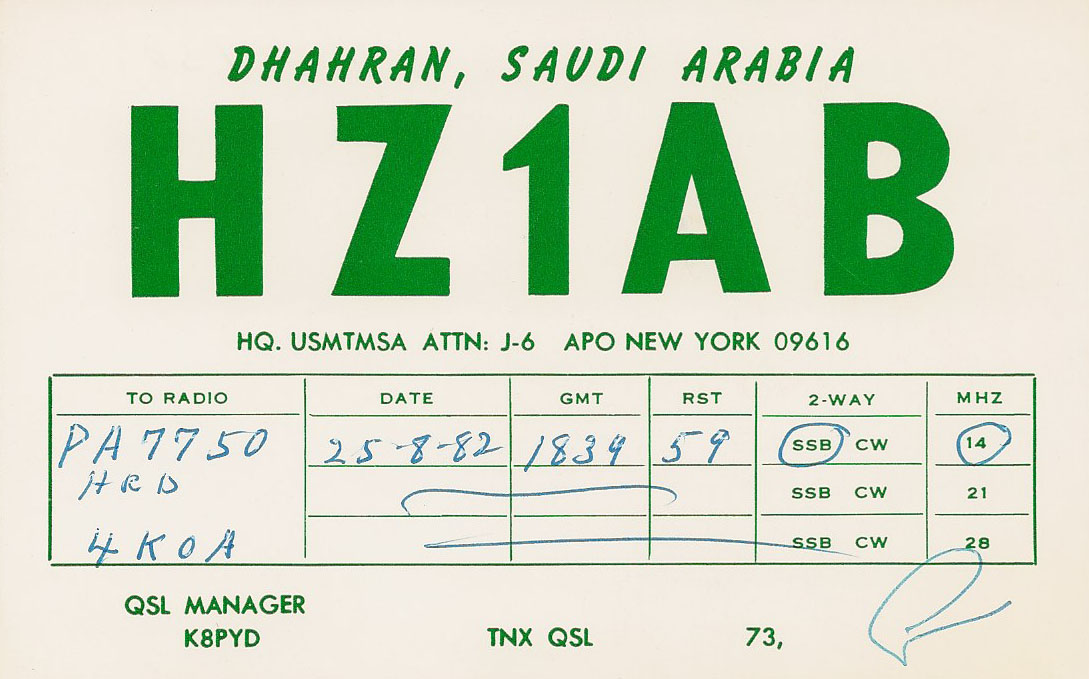 DHAHRAN, SAUDI ARABIA
HZ1AB
HQ. USMTMSA ATTN: J-6 APO NEW YORK 09616
TO RADIO DATE GMT RST 2-WAY MHZ
PA7750 25-8-82 1839 59 SSB CW 14
HRD SSB CW 21
4K0A SSB CW 28
QSL MANAGER
K8PYD TNX QSL 73,